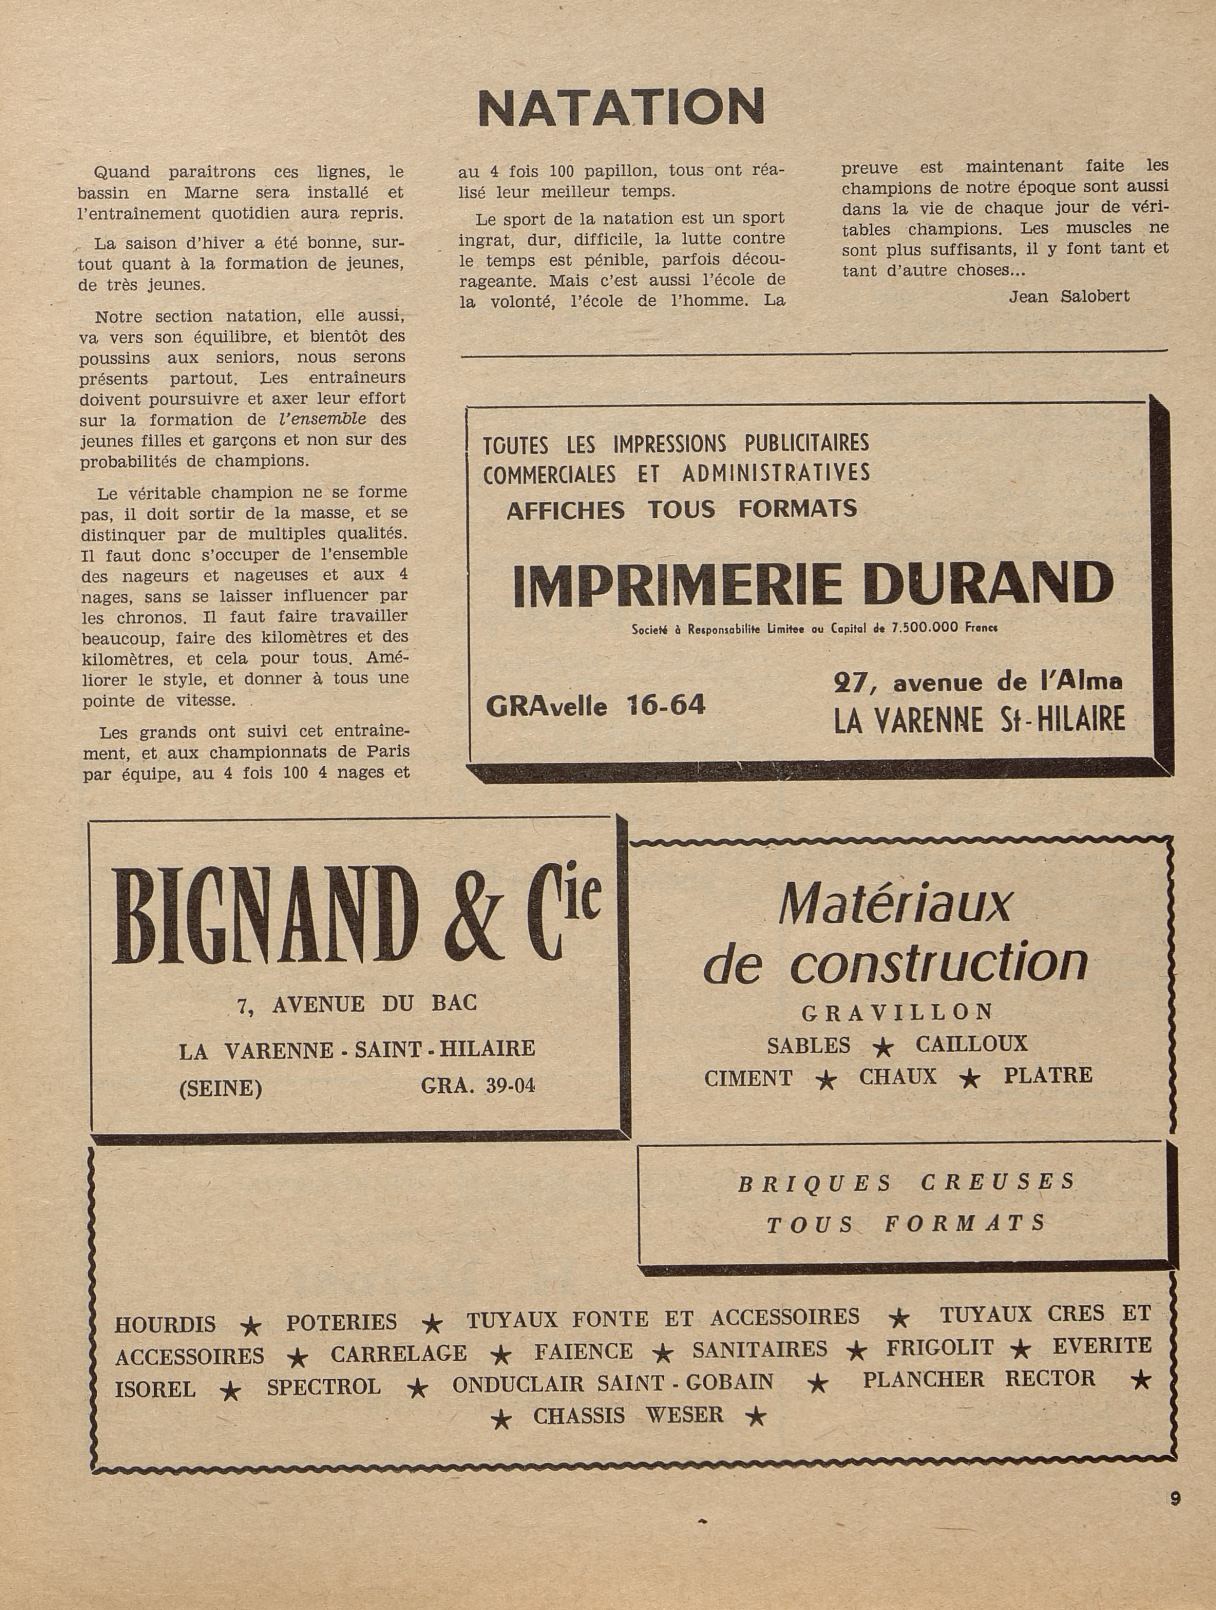 NATATION
Quand paraîtrons ces lignes, le
bassin en Marne sera installé et
l'entraînement quotidien aura repris.
La saison d'hiver a été bonne, sur-
tout quant à la formation de jeunes,
de très jeunes.
Notre section natation, elle aussi,
va vers son équilibre, et bientôt des
poussins aux seniors, nous serons
présents partout. Les entraîneurs
doivent poursuivre et axer leur effort
sur la formation de l'ensemble des
jeunes filles et garçons et non sur des
probabilités de champions.
Le véritable champion ne se forme
pas, il doit sortir de la masse, et se
distinquer par de multiples qualités.
Il faut donc s'occuper de l'ensemble
des nageurs et nageuses et aux 4
nages, sans se laisser influencer par
les chronos. Il faut faire travailler
beaucoup, faire des kilomètres et des
kilomètres, et cela pour tous. Amé-
liorer le style, et donner à tous une
pointe de vitesse.
Les grands ont suivi cet entraîne-
ment, et aux championnats de Paris
par équipe, au 4 fois 100 4 nages et
au 4 fois 100 papillon, tous ont réa-
lisé leur meilleur temps.
Le sport de la natation est un sport
ingrat, dur, difficile, la lutte contre
le temps est pénible, parfois décou-
rageante. Mais c'est aussi l'école de
la volonté, l'école de l'homme. La
preuve est maintenant faite les
champions de notre époque sont aussi
dans la vie de chaque jour de véri-
tables champions. Les muscles ne
sont plus suffisants, il y font tant et
tant d'autre choses...
Jean Salobert
TOUTES LES IMPRESSIONS PUBLICITAIRES
COMMERCIALES ET ADMINISTRATIVES
AFFICHES TOUS FORMATS
IMPRIMERIE DURAND
Societé à Responsabilite Limitee au Capital de 7.500.000 Francs
GRAvelle 16-64
27, avenue de l'Alma
LA VARENNE St-HILAIRE
BIGNAND & Cie
7, AVENUE DU BAC
LA VARENNE - SAINT - HILAIRE
(SEINE) GRA. 39-04
Matériaux
de construction
GRAVILLON
SABLES ★ CAILLOUX
CIMENT ★ CHAUX ★ PLATRE
BRIQUES CREUSES
TOUS FORMATS
HOURDIS ★ POTERIES ★ TUYAUX FONTE ET ACCESSOIRES ★ TUYAUX CRES ET
ACCESSOIRES ★ CARRELAGE ★ FAIENCE ★ SANITAIRES ★ FRIGOLIT ★ EVERITE
ISOREL ★ SPECTROL ★ ONDUCLAIR SAINT - GOBAIN ★ PLANCHER RECTOR ★
★ CHASSIS WESER ★
9